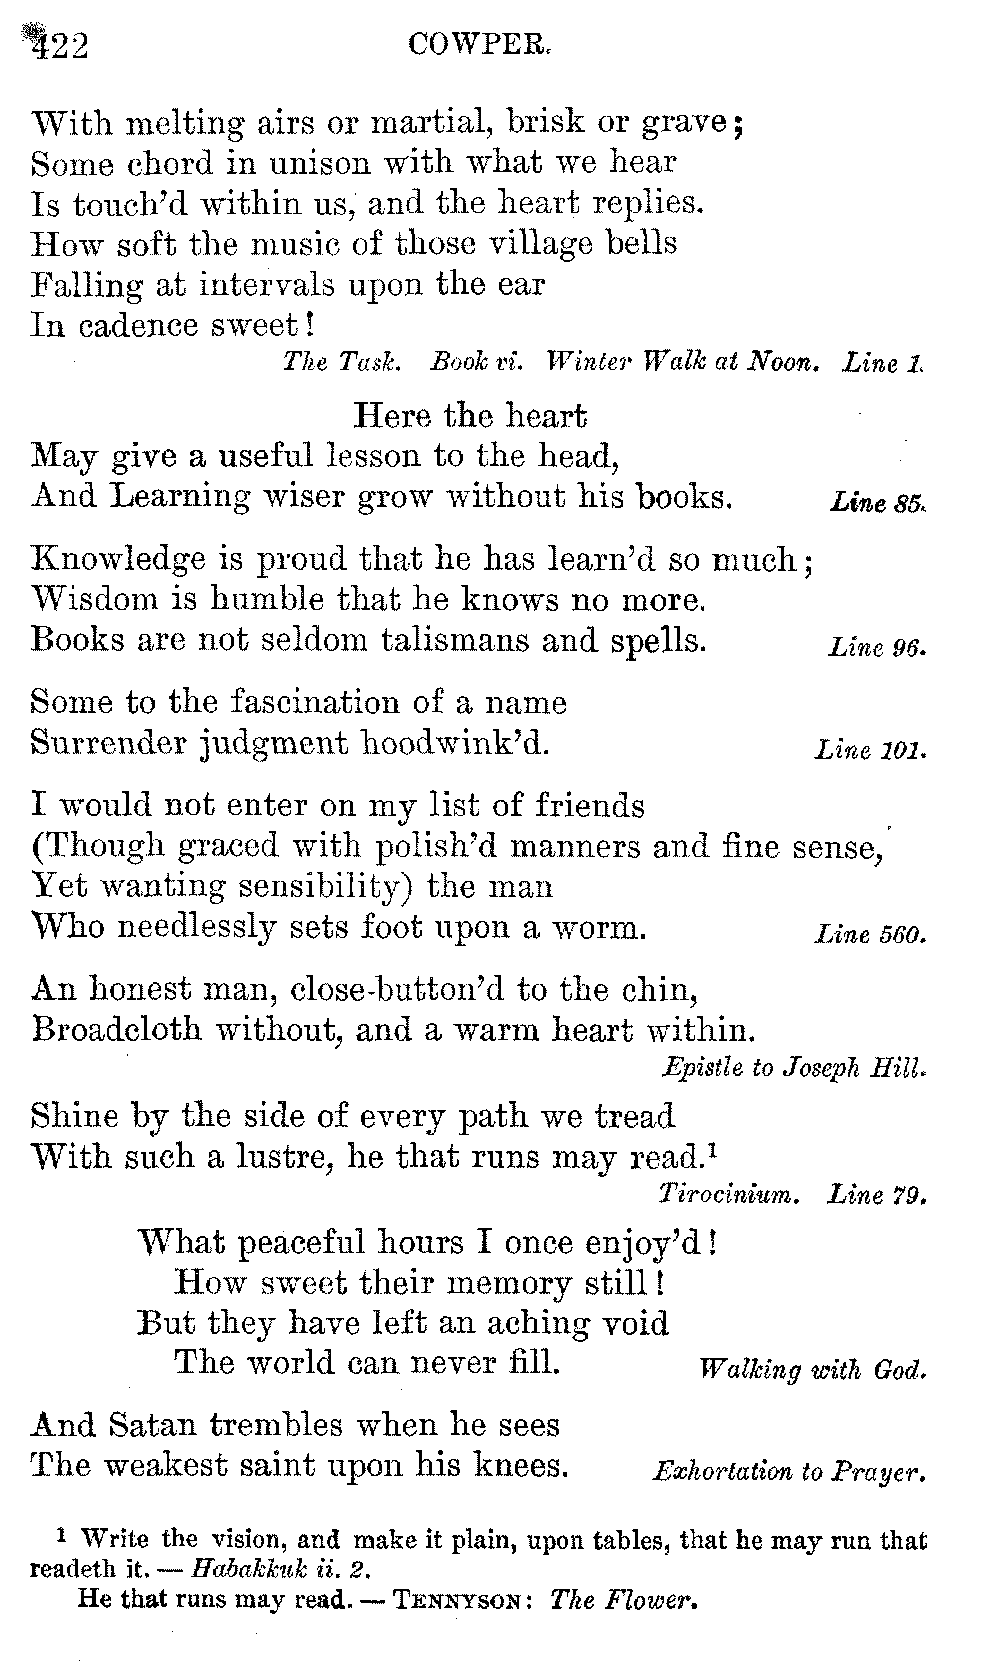 422 COWPER.
With melting airs or martial, brisk or grave;
Some chord in unison with what we hear
Is touch'd within us, and the heart replies.
How soft the music of those village bells
Falling at intervals upon the ear
In cadence sweet!
The Task. Book vi. Winter Walk at Noon. Line 1.
Here the heart
May give a useful lesson to the head,
And Learning wiser grow without his books. Line 85.
Knowledge is proud that he has learn'd so much;
Wisdom is humble that he knows no more.
Books are not seldom talismans and spells. Line 96.
Some to the fascination of a name
Surrender judgment hoodwink'd. Line 101.
I would not enter on my list of friends
(Though graced with polish'd manners and fine sense,
Yet wanting sensibility) the man
Who needlessly sets foot upon a worm. Line 560.
An honest man, close-button'd to the chin,
Broadcloth without, and a warm heart within.
Epistle to Joseph Hill.
Shine by the side of every path we tread
With such a lustre, he that runs may read.¹
Tirocinium. Line 79.
What peaceful hours I once enjoy'd!
How sweet their memory still!
But they have left an aching void
The world can never fill. Walking with God.
And Satan trembles when he sees
The weakest saint upon his knees. Exhortation to Prayer.
¹ Write the vision, and make it plain, upon tables, that he may run that
readeth it. — Habakkuk ii. 2.
He that runs may read. — TENNYSON: The Flower.